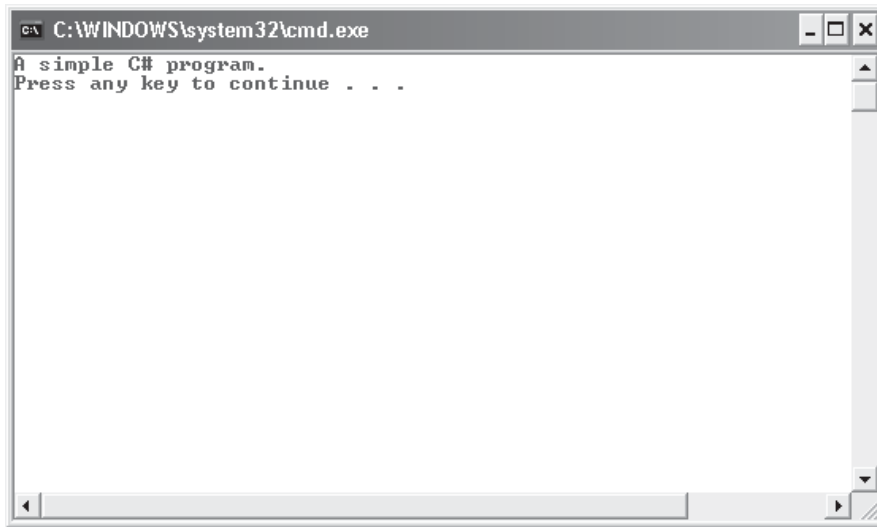 C:\WINDOWS\system32\cmd.exe
A simple C# program.
Press any key to continue . . .